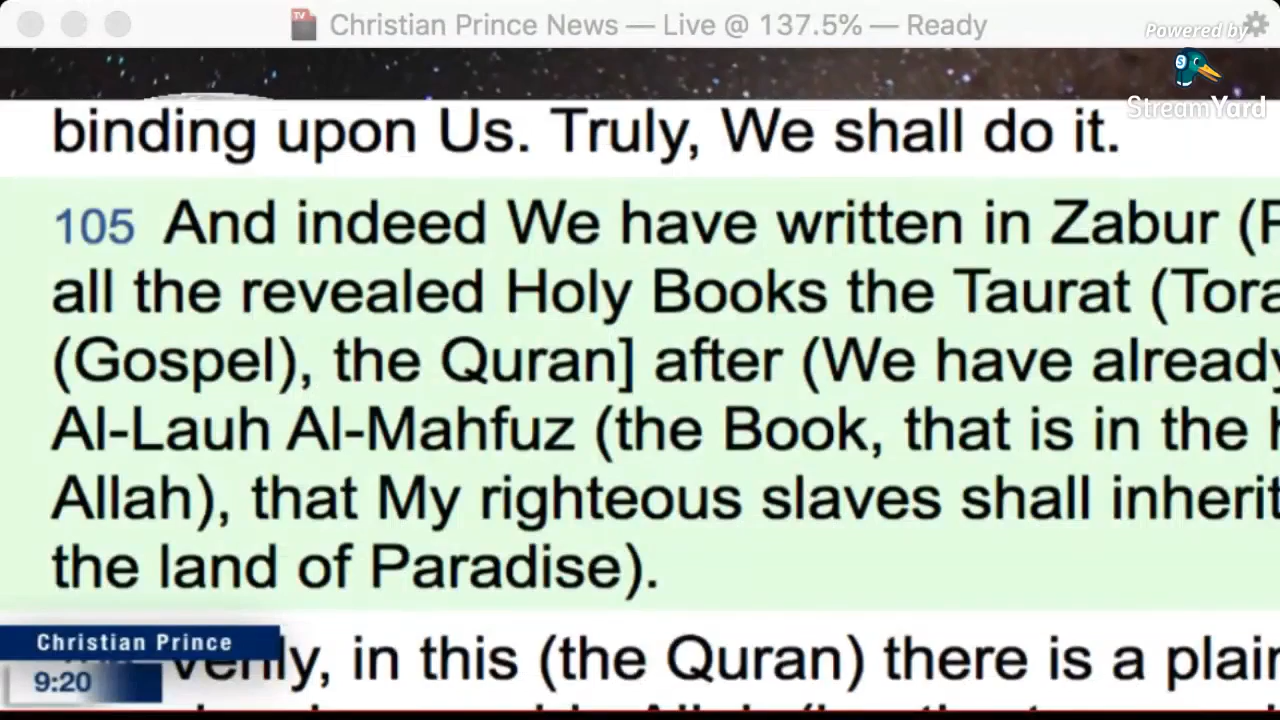 Christian Prince News — Live @ 137.5% — Ready
Powered by
StreamYard
binding upon Us. Truly, We shall do it.
105 And indeed We have written in Zabur (
all the revealed Holy Books the Taurat (Tora
(Gospel), the Quran] after (We have already
Al-Lauh Al-Mahfuz (the Book, that is in the
Allah), that My righteous slaves shall inherit
the land of Paradise).
Christian Prince
9:20
in this (the Quran) there is a plain